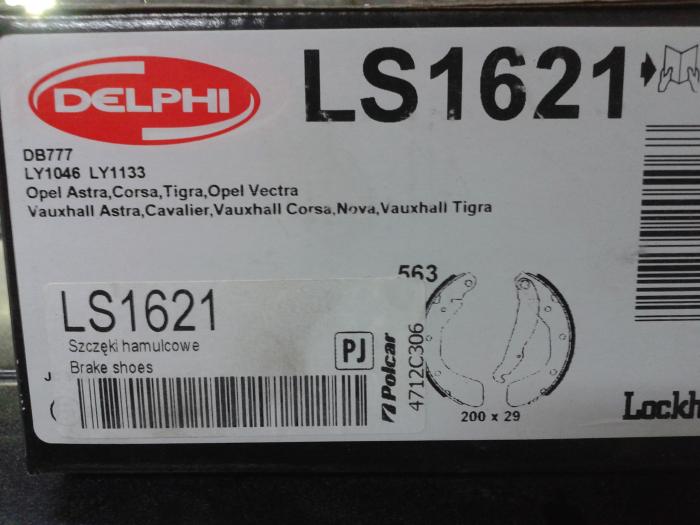 DELPHI
LS1621
DB777
LY1046 LY1133
Opel Astra,Corsa,Tigra,Opel Vectra
Vauxhall Astra,Cavalier,Vauxhall Corsa,Nova,Vauxhall Tigra
563
LS1621
Szczęki hamulcowe
Brake shoes
PJ
Polcar
4712C306
200 x 29
J
(
Lockh